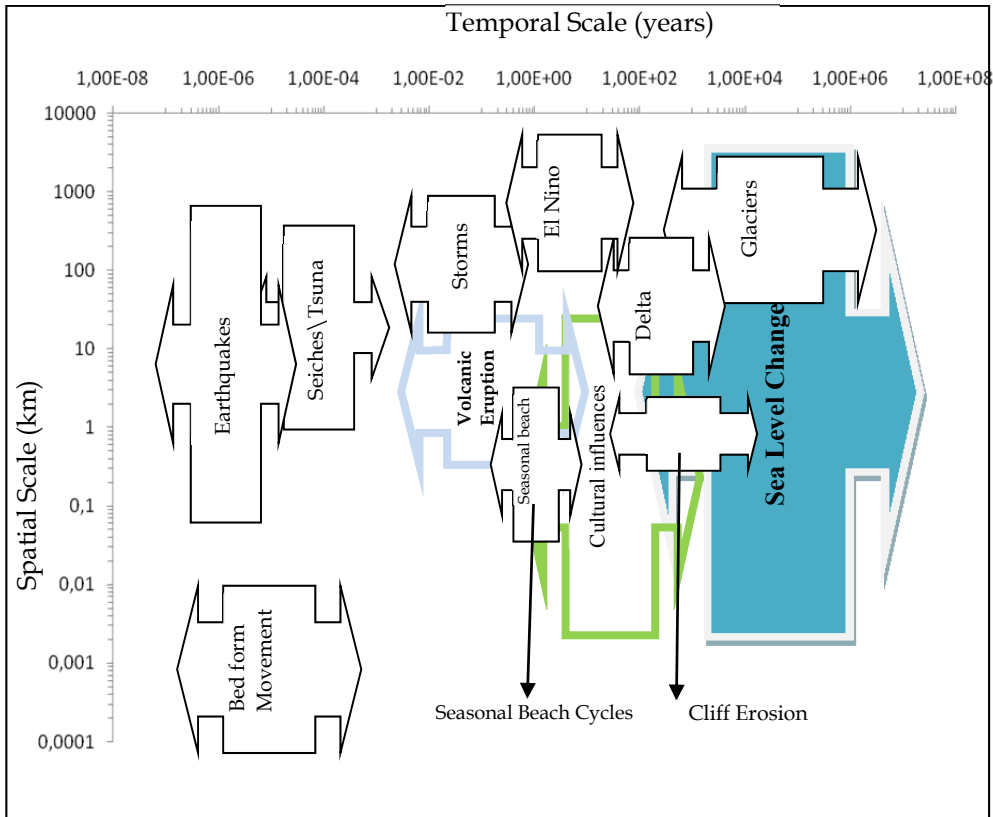 Temporal Scale (years)
1,00E-08 1,00E-06 1,00E-04 1,00E-02 1,00E+00 1,00E+02 1,00E+04 1,00E+06 1,00E+08
Spatial Scale (km)
10000
1000
100
10
1
0,1
0,01
0,001
0,0001
Earthquakes
Seiches\Tsuna
Storms
El Nino
Glaciers
Delta
Volcanic
Eruption
Seasonal beach
Cultural influences
Sea Level Change
Bed form
Movement
Seasonal Beach Cycles
Cliff Erosion